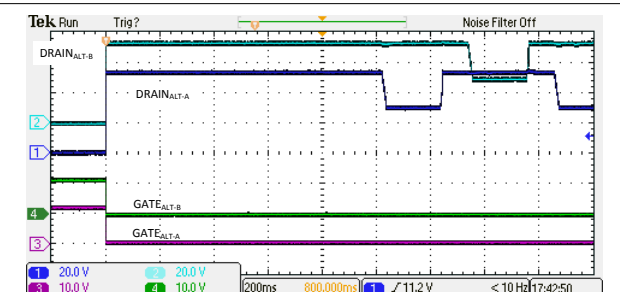 Tek Run Trig? Noise Filter Off
DRAINALT-B
DRAINALT-A
2
1
GATEALT-B
4
GATEALT-A
3
1 20.0 V 2 20.0 V
3 10.0 V 4 10.0 V
200ms 800.000ms 1 ∫ 11.2 V < 10 Hz 17:42:50